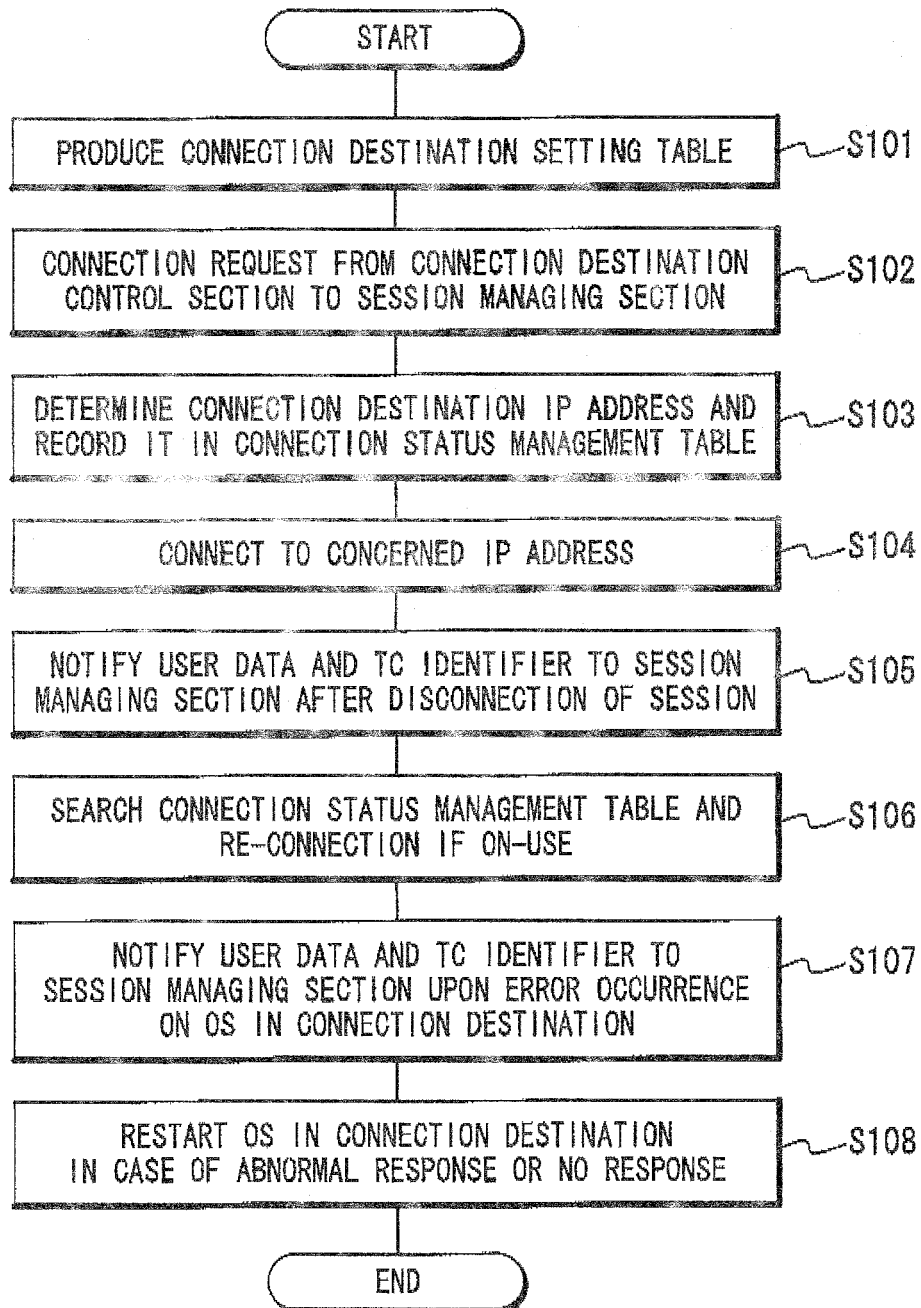 START
PRODUCE CONNECTION DESTINATION SETTING TABLE
S101
CONNECTION REQUEST FROM CONNECTION DESTINATION
CONTROL SECTION TO SESSION MANAGING SECTION
S102
DETERMINE CONNECTION DESTINATION IP ADDRESS AND
RECORD IT IN CONNECTION STATUS MANAGEMENT TABLE
S103
CONNECT TO CONCERNED IP ADDRESS
S104
NOTIFY USER DATA AND TC IDENTIFIER TO SESSION
MANAGING SECTION AFTER DISCONNECTION OF SESSION
S105
SEARCH CONNECTION STATUS MANAGEMENT TABLE AND
RE-CONNECTION IF ON-USE
S106
NOTIFY USER DATA AND TC IDENTIFIER TO
SESSION MANAGING SECTION UPON ERROR OCCURRENCE
ON OS IN CONNECTION DESTINATION
S107
RESTART OS IN CONNECTION DESTINATION
IN CASE OF ABNORMAL RESPONSE OR NO RESPONSE
S108
END